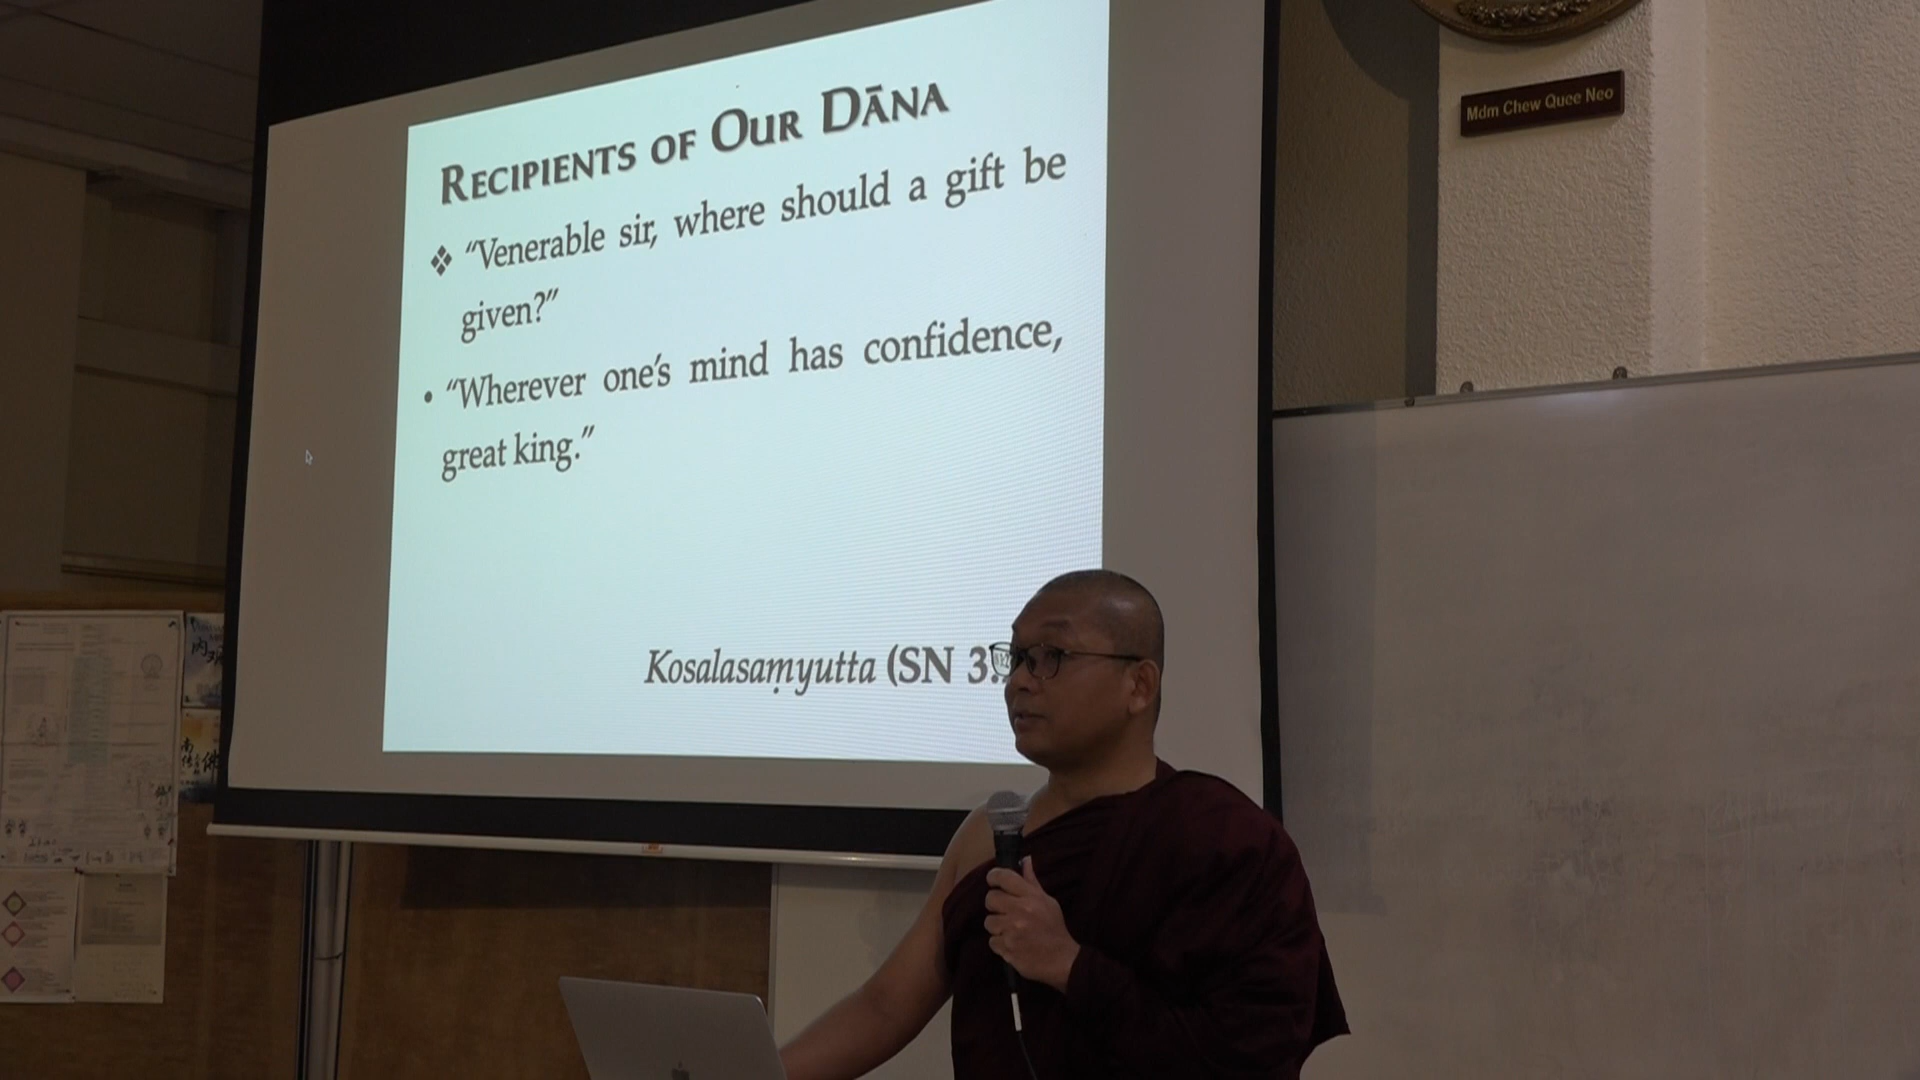 RECIPIENTS OF OUR DĀNA
❖ “Venerable sir, where should a gift be
given?”
• “Wherever one’s mind has confidence,
great king.”
Kosalasaṃyutta (SN 3.
Mdm Chew Quee Neo